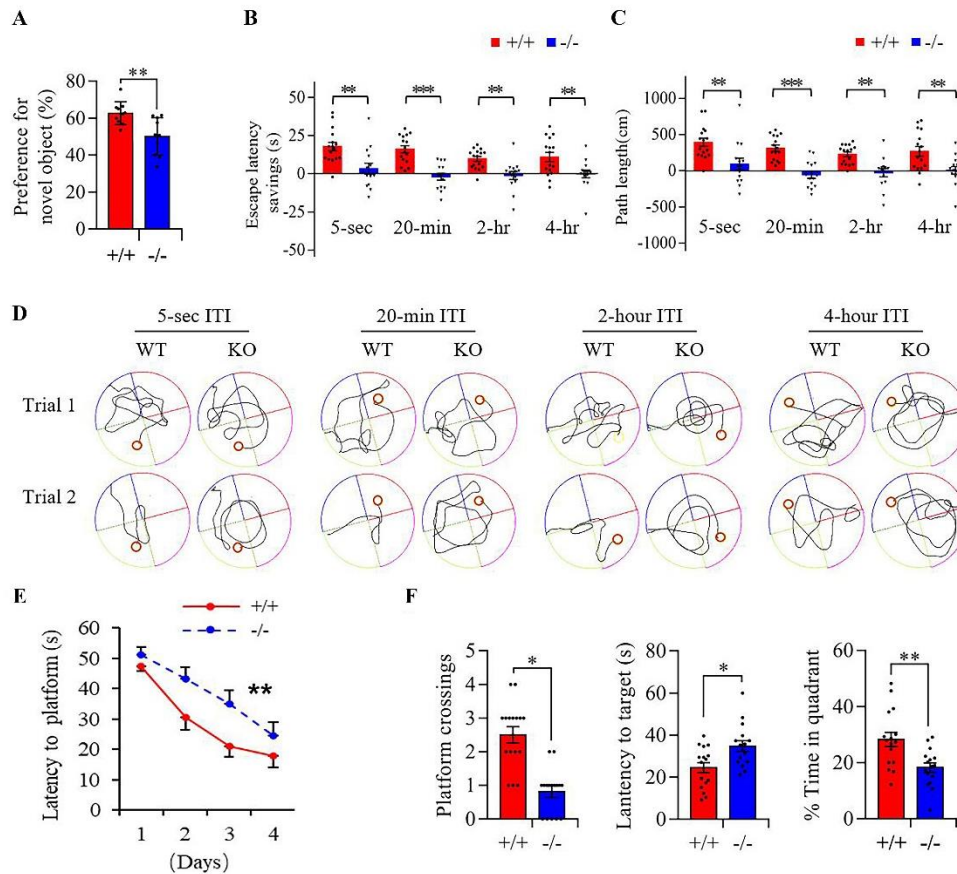 A
Preference for
novel object (%)
80
60
40
20
0
**
+/+
-/-
B
+/+
-/-
Escape latency
savings (s)
50
25
0
-25
-50
**
***
**
**
5-sec
20-min
2-hr
4-hr
C
+/+
-/-
Path length(cm)
1000
500
0
-500
-1000
**
***
**
**
5-sec
20-min
2-hr
4-hr
D
5-sec ITI
20-min ITI
2-hour ITI
4-hour ITI
WT
KO
WT
KO
WT
KO
WT
KO
Trial 1
Trial 2
E
+/+
-/-
Latency to platform (s)
60
50
40
30
20
10
0
**
1
2
3
4
(Days)
F
Platform crossings
5
4
3
2
1
0
*
+/+
-/-
Lantency to target (s)
80
60
40
20
0
*
+/+
-/-
% Time in quadrant
60
40
20
0
**
+/+
-/-